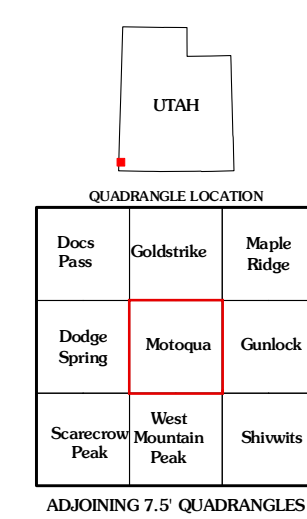 UTAH
QUADRANGLE LOCATION
Docs
Pass
Goldstrike
Maple
Ridge
Dodge
Spring
Motoqua
Gunlock
Scarecrow
Peak
West
Mountain
Peak
Shivwits
ADJOINING 7.5' QUADRANGLES